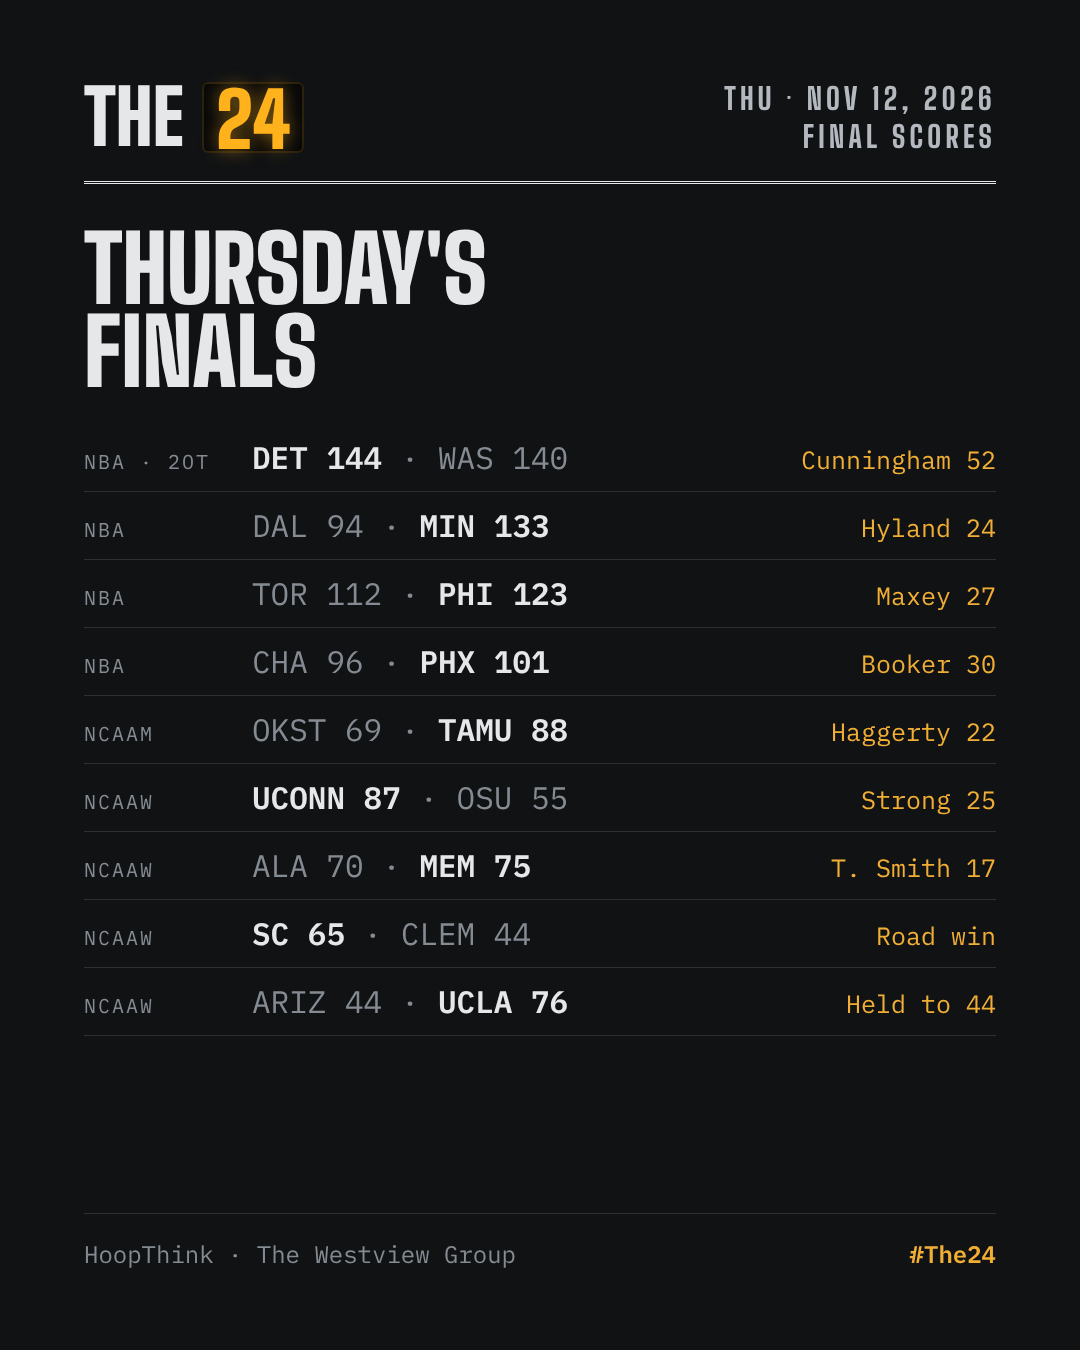 THE 24
THU · NOV 12, 2026
FINAL SCORES
THURSDAY'S
FINALS
NBA · 2OT DET 144 · WAS 140 Cunningham 52
NBA DAL 94 · MIN 133 Hyland 24
NBA TOR 112 · PHI 123 Maxey 27
NBA CHA 96 · PHX 101 Booker 30
NCAAM OKST 69 · TAMU 88 Haggerty 22
NCAAW UCONN 87 · OSU 55 Strong 25
NCAAW ALA 70 · MEM 75 T. Smith 17
NCAAW SC 65 · CLEM 44 Road win
NCAAW ARIZ 44 · UCLA 76 Held to 44
HoopThink · The Westview Group #The24